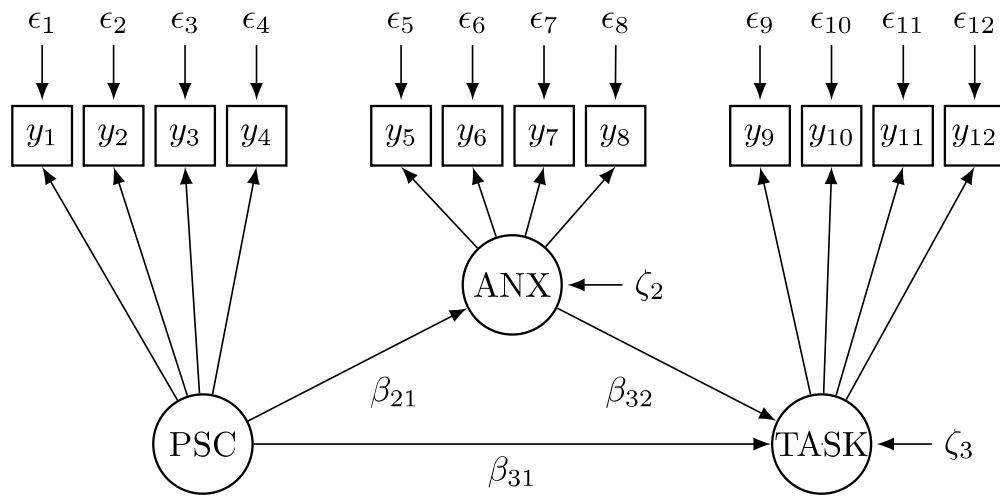 ϵ1 ϵ2 ϵ3 ϵ4 ϵ5 ϵ6 ϵ7 ϵ8 ϵ9 ϵ10 ϵ11 ϵ12
y1 y2 y3 y4 y5 y6 y7 y8 y9 y10 y11 y12
ANX ζ2
β21 β32
PSC TASK ζ3
β31